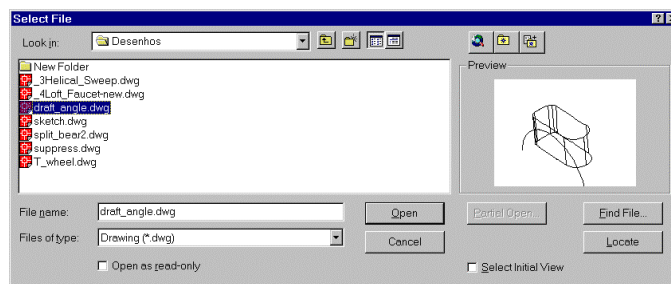 Select File
Look in: Desenhos
New Folder
_3Helical_Sweep.dwg
_4Loft_Faucet-new.dwg
draft_angle.dwg
sketch.dwg
split_bear2.dwg
suppress.dwg
T_wheel.dwg
Preview
File name: draft_angle.dwg Open Partial Open... Find File...
Files of type: Drawing (*.dwg) Cancel Locate
Open as read-only Select Initial View